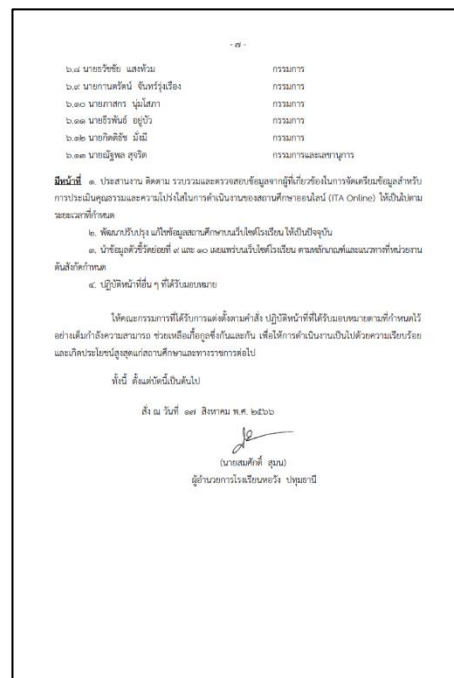 - ๗ -
๖.๘ นายธวัชชัย แสงห้วม กรรมการ
๖.๙ นายกานตรัตน์ จันทร์รุ่งเรือง กรรมการ
๖.๑๐ นายภาสกร นุ่มโสภา กรรมการ
๖.๑๑ นายธีรพันธ์ อยู่บัว กรรมการ
๖.๑๒ นายกิตติธัช มั่งมี กรรมการ
๖.๑๓ นายณัฐพล สุจริต กรรมการและเลขานุการ
มีหน้าที่ ๑. ประสานงาน ติดตาม รวบรวมและตรวจสอบข้อมูลจากผู้ที่เกี่ยวข้องในการจัดเตรียมข้อมูลสำหรับ
การประเมินคุณธรรมและความโปร่งใสในการดำเนินงานของสถานศึกษาออนไลน์ (ITA Online) ให้เป็นไปตาม
ระยะเวลาที่กำหนด
๒. พัฒนาปรับปรุง แก้ไขข้อมูลสถานศึกษาบนเว็บไซต์โรงเรียน ให้เป็นปัจจุบัน
๓. นำข้อมูลตัวชี้วัดย่อยที่ ๙ และ ๑๐ เผยแพร่บนเว็บไซต์โรงเรียน ตามหลักเกณฑ์และแนวทางที่หน่วยงาน
ต้นสังกัดกำหนด
๔. ปฏิบัติหน้าที่อื่น ๆ ที่ได้รับมอบหมาย
ให้คณะกรรมการที่ได้รับการแต่งตั้งตามคำสั่ง ปฏิบัติหน้าที่ที่ได้รับมอบหมายตามที่กำหนดไว้
อย่างเต็มกำลังความสามารถ ช่วยเหลือเกื้อกูลซึ่งกันและกัน เพื่อให้การดำเนินงานเป็นไปด้วยความเรียบร้อย
และเกิดประโยชน์สูงสุดแก่สถานศึกษาและทางราชการต่อไป
ทั้งนี้ ตั้งแต่บัดนี้เป็นต้นไป
สั่ง ณ วันที่ ๑๗ สิงหาคม พ.ศ. ๒๕๖๖
(นายสมศักดิ์ สุมน)
ผู้อำนวยการโรงเรียนหอวัง ปทุมธานี